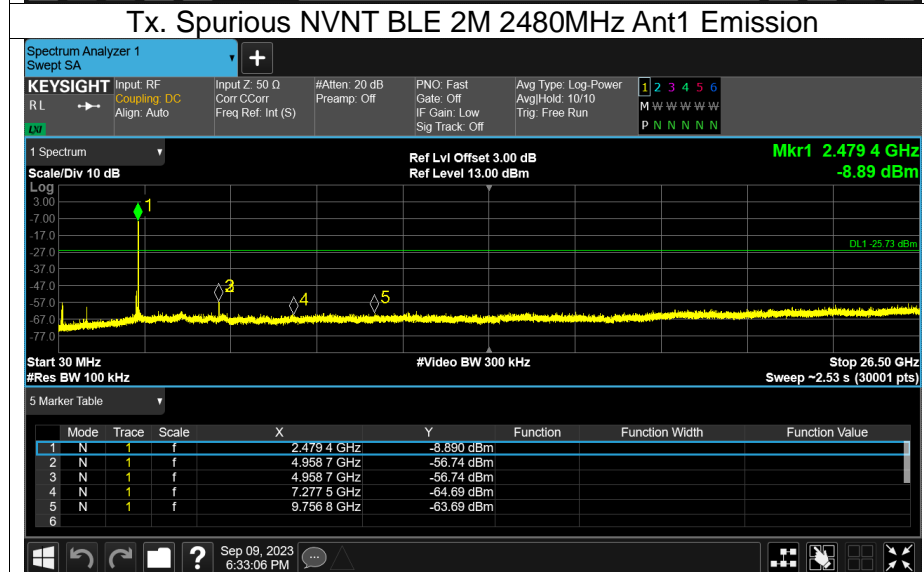 Tx. Spurious NVNT BLE 2M 2480MHz Ant1 Emission
Spectrum Analyzer 1
Swept SA
+
KEYSIGHT
R L
LXI
Input: RF
Coupling: DC
Align: Auto
Input Z: 50 Ω
Corr CCorr
Freq Ref: Int (S)
#Atten: 20 dB
Preamp: Off
PNO: Fast
Gate: Off
IF Gain: Low
Sig Track: Off
Avg Type: Log-Power
Avg|Hold: 10/10
Trig: Free Run
1 2 3 4 5 6
M W W W W W
P N N N N N
1 Spectrum
Scale/Div 10 dB
Ref Lvl Offset 3.00 dB
Ref Level 13.00 dBm
Mkr1 2.479 4 GHz
-8.89 dBm
Log
3.00
-7.00
-17.0
-27.0
-37.0
-47.0
-57.0
-67.0
-77.0
1
4
5
DL1 -25.73 dBm
Start 30 MHz
#Res BW 100 kHz
#Video BW 300 kHz
Stop 26.50 GHz
Sweep ~2.53 s (30001 pts)
5 Marker Table
Mode Trace Scale X Y Function Function Width Function Value
1 N 1 f 2.479 4 GHz -8.890 dBm
2 N 1 f 4.958 7 GHz -56.74 dBm
3 N 1 f 4.958 7 GHz -56.74 dBm
4 N 1 f 7.277 5 GHz -64.69 dBm
5 N 1 f 9.756 8 GHz -63.69 dBm
6
?
Sep 09, 2023
6:33:06 PM